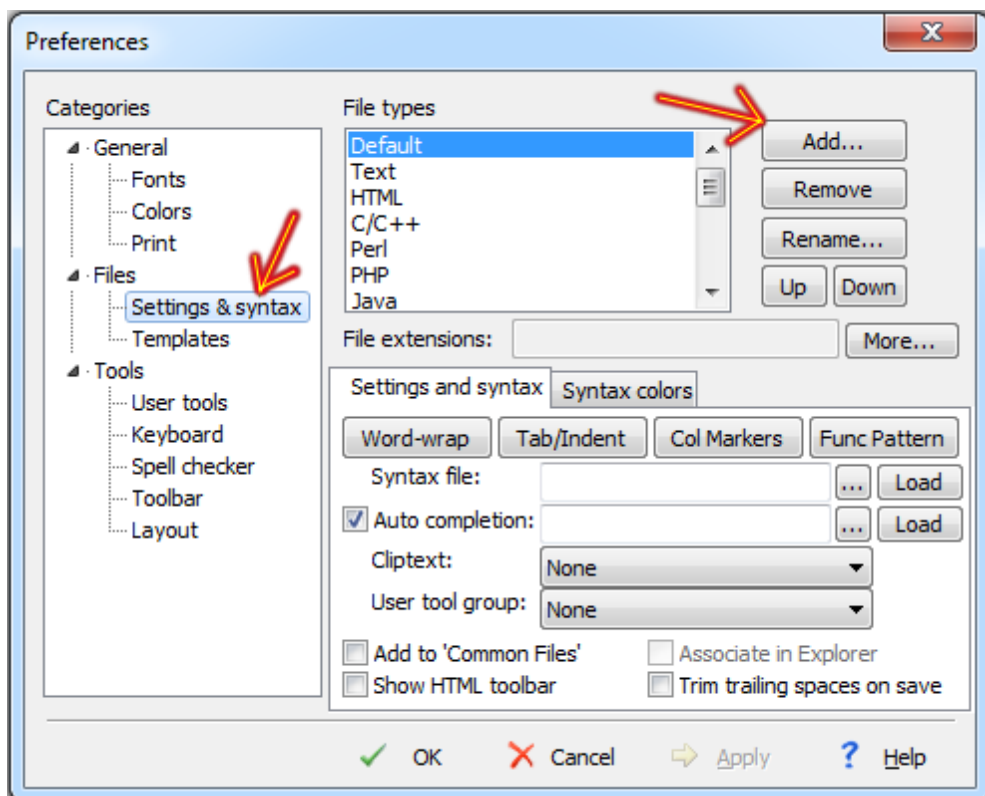 Preferences
Categories
General
Fonts
Colors
Print
Files
Settings & syntax
Templates
Tools
User tools
Keyboard
Spell checker
Toolbar
Layout
File types
Default
Text
HTML
C/C++
Perl
PHP
Java
Add...
Remove
Rename...
Up Down
File extensions: More...
Settings and syntax Syntax colors
Word-wrap Tab/Indent Col Markers Func Pattern
Syntax file: ... Load
Auto completion: ... Load
Cliptext: None
User tool group: None
Add to 'Common Files' Associate in Explorer
Show HTML toolbar Trim trailing spaces on save
OK Cancel Apply ? Help